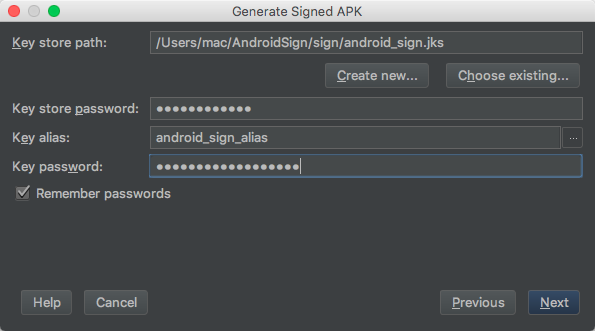 Generate Signed APK
Key store path: /Users/mac/AndroidSign/sign/android_sign.jks
Create new... Choose existing...
Key store password: ••••••••••••
Key alias: android_sign_alias ...
Key password: ••••••••••••••••••
Remember passwords
Help Cancel Previous Next